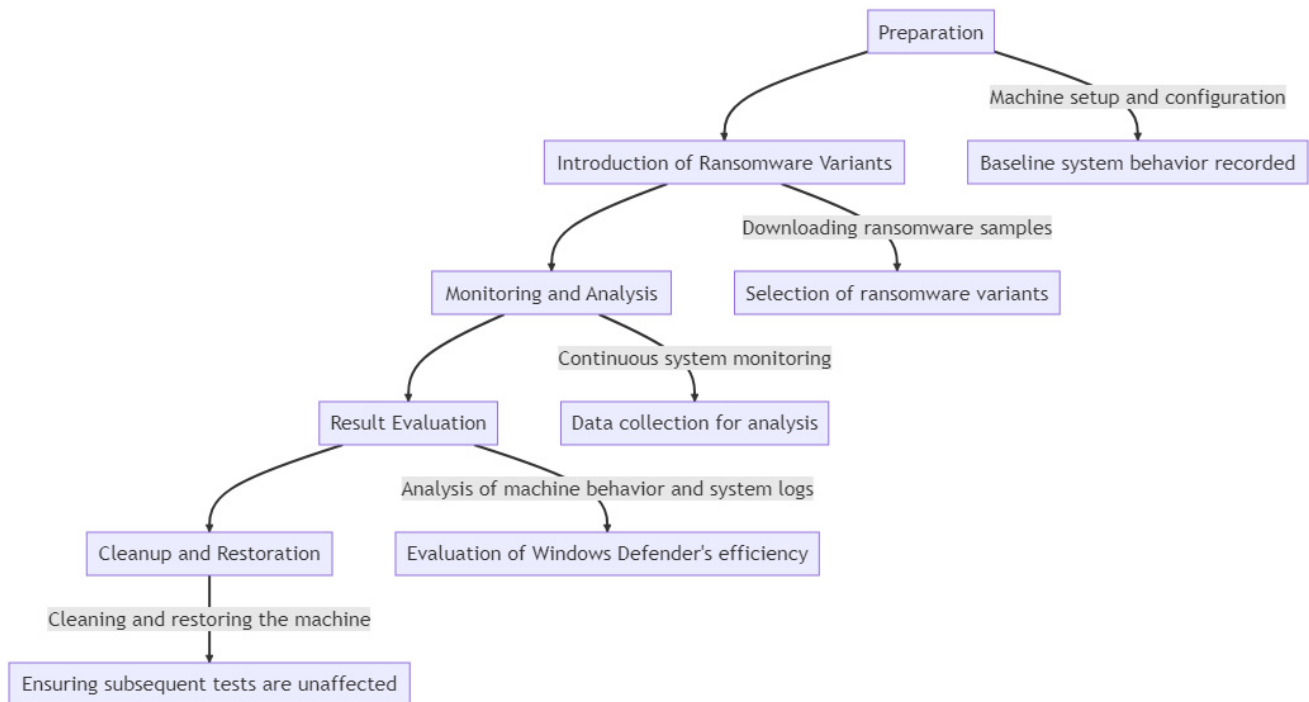 Preparation
Machine setup and configuration
Introduction of Ransomware Variants
Baseline system behavior recorded
Downloading ransomware samples
Monitoring and Analysis
Selection of ransomware variants
Continuous system monitoring
Result Evaluation
Data collection for analysis
Analysis of machine behavior and system logs
Cleanup and Restoration
Evaluation of Windows Defender's efficiency
Cleaning and restoring the machine
Ensuring subsequent tests are unaffected